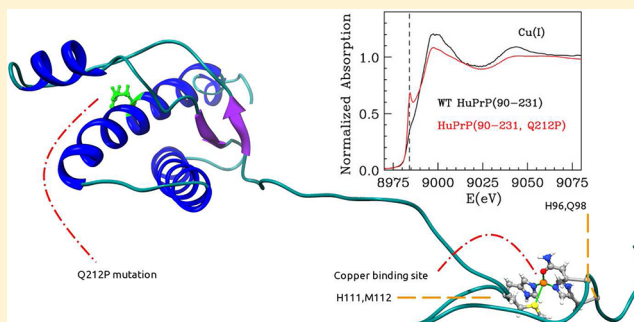 Normalized Absorption
1.0
0.5
0.0
Cu(I)
WT HuPrP(90-231)
HuPrP(90-231, Q212P)
8975 9000 9025 9050 9075
E(eV)
H96,Q98
Q212P mutation
Copper binding site
H111,M112